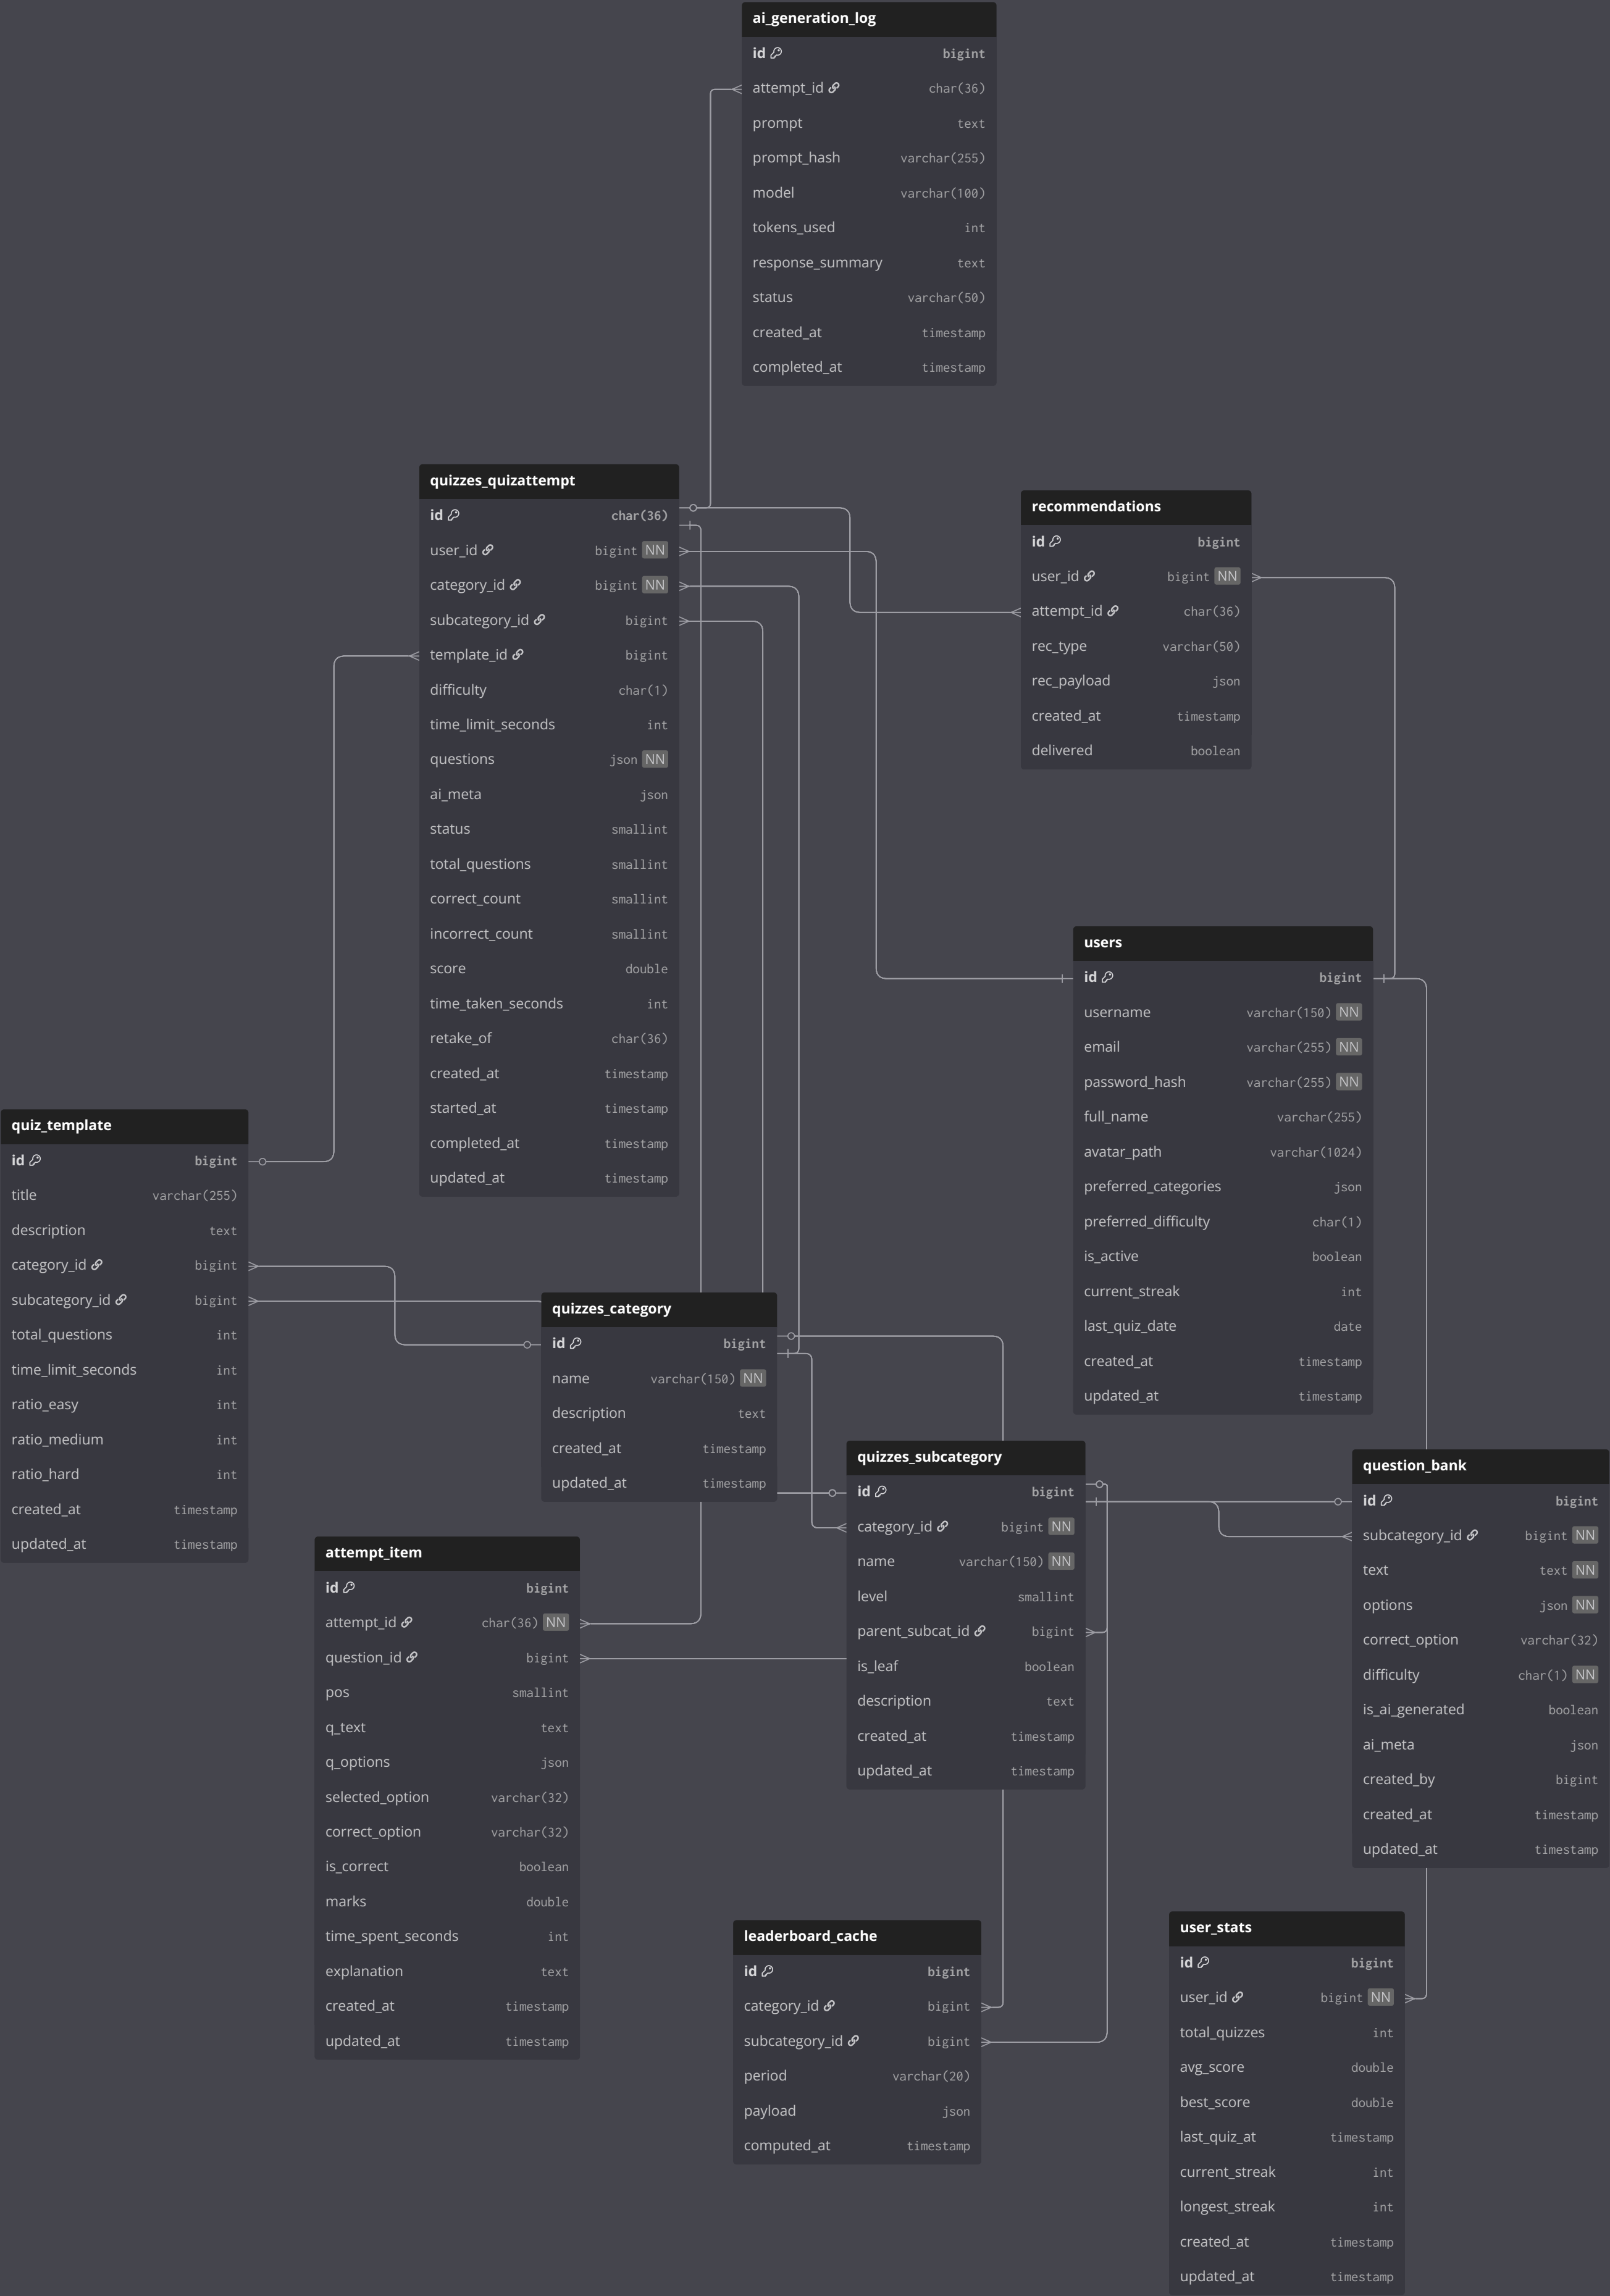 ai_generation_log
id bigint
attempt_id char(36)
prompt text
prompt_hash varchar(255)
model varchar(100)
tokens_used int
response_summary text
status varchar(50)
created_at timestamp
completed_at timestamp
quizzes_quizattempt
id char(36)
user_id bigint NN
category_id bigint NN
subcategory_id bigint
template_id bigint
difficulty char(1)
time_limit_seconds int
questions json NN
ai_meta json
status smallint
total_questions smallint
correct_count smallint
incorrect_count smallint
score double
time_taken_seconds int
retake_of char(36)
created_at timestamp
started_at timestamp
completed_at timestamp
updated_at timestamp
recommendations
id bigint
user_id bigint NN
attempt_id char(36)
rec_type varchar(50)
rec_payload json
created_at timestamp
delivered boolean
users
id bigint
username varchar(150) NN
email varchar(255) NN
password_hash varchar(255) NN
full_name varchar(255)
avatar_path varchar(1024)
preferred_categories json
preferred_difficulty char(1)
is_active boolean
current_streak int
last_quiz_date date
created_at timestamp
updated_at timestamp
quiz_template
id bigint
title varchar(255)
description text
category_id bigint
subcategory_id bigint
total_questions int
time_limit_seconds int
ratio_easy int
ratio_medium int
ratio_hard int
created_at timestamp
updated_at timestamp
quizzes_category
id bigint
name varchar(150) NN
description text
created_at timestamp
updated_at timestamp
quizzes_subcategory
id bigint
category_id bigint NN
name varchar(150) NN
level smallint
parent_subcat_id bigint
is_leaf boolean
description text
created_at timestamp
updated_at timestamp
question_bank
id bigint
subcategory_id bigint NN
text text NN
options json NN
correct_option varchar(32)
difficulty char(1) NN
is_ai_generated boolean
ai_meta json
created_by bigint
created_at timestamp
updated_at timestamp
attempt_item
id bigint
attempt_id char(36) NN
question_id bigint
pos smallint
q_text text
q_options json
selected_option varchar(32)
correct_option varchar(32)
is_correct boolean
marks double
time_spent_seconds int
explanation text
created_at timestamp
updated_at timestamp
leaderboard_cache
id bigint
category_id bigint
subcategory_id bigint
period varchar(20)
payload json
computed_at timestamp
user_stats
id bigint
user_id bigint NN
total_quizzes int
avg_score double
best_score double
last_quiz_at timestamp
current_streak int
longest_streak int
created_at timestamp
updated_at timestamp